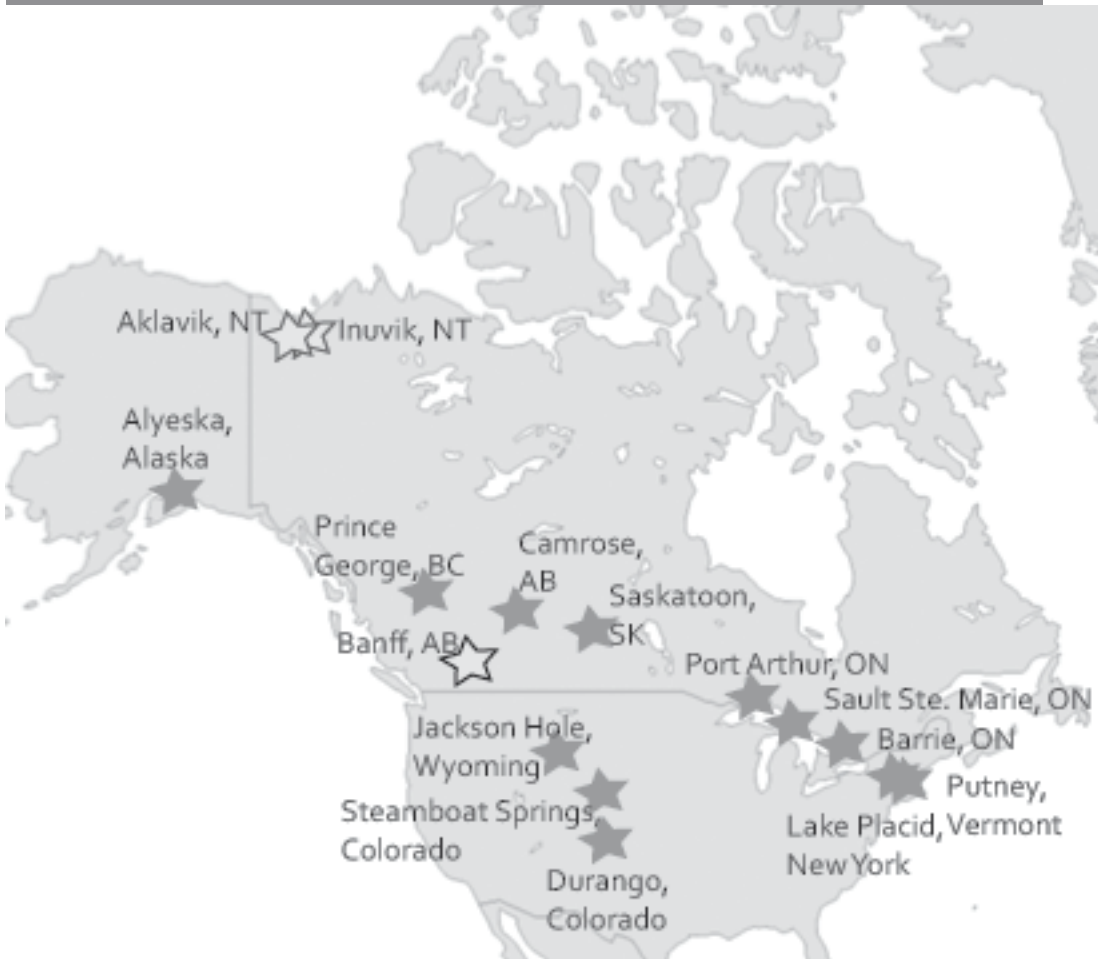 Aklavik, NT
Inuvik, NT
Alyeska,
Alaska
Prince
George, BC
Camrose,
AB
Saskatoon,
SK
Banff, AB
Port Arthur, ON
Sault Ste. Marie, ON
Barrie, ON
Jackson Hole,
Wyoming
Putney,
Vermont
Steamboat Springs,
Colorado
Lake Placid,
New York
Durango,
Colorado